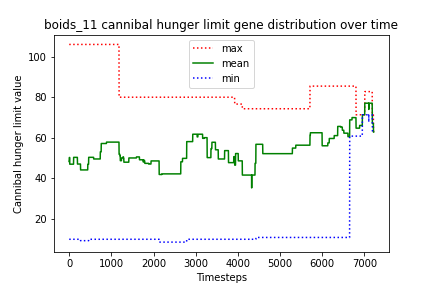 boids_11 cannibal hunger limit gene distribution over time
max
mean
min
100
80
60
40
20
Cannibal hunger limit value
0 1000 2000 3000 4000 5000 6000 7000
Timesteps